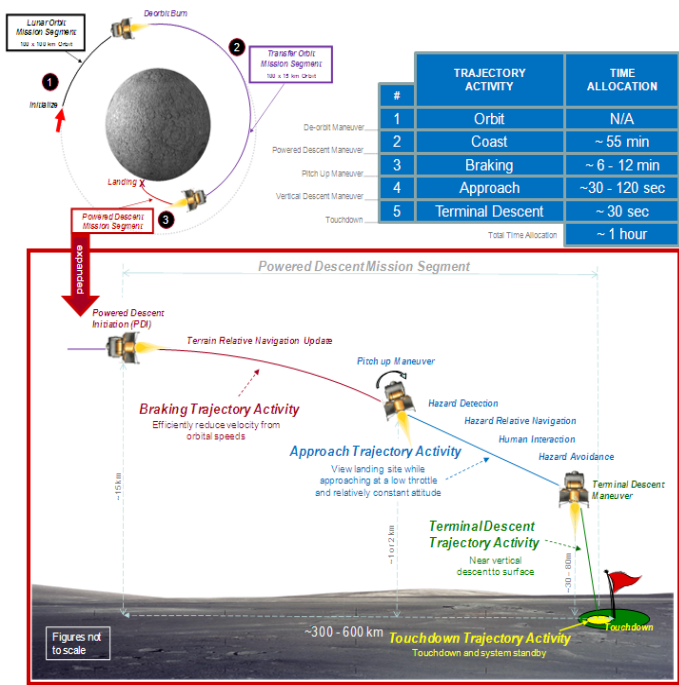 Lunar Orbit
Mission Segment
100 x 100 km Orbit
Deorbit Burn
1
2
Transfer Orbit
Mission Segment
100 x 15 km Orbit
Initialize
Landing
X
3
Powered Descent
Mission Segment
#
TRAJECTORY
ACTIVITY
TIME
ALLOCATION
1 Orbit N/A
De-orbit Maneuver
2 Coast ~ 55 min
Powered Descent Maneuver
3 Braking ~ 6 - 12 min
Pitch Up Maneuver
4 Approach ~30 - 120 sec
Vertical Descent Maneuver
5 Terminal Descent ~ 30 sec
Touchdown
Total Time Allocation ~ 1 hour
expanded
Powered Descent Mission Segment
Powered Descent
Initiation (PDI)
Terrain Relative Navigation Update
Pitch up Maneuver
Braking Trajectory Activity
Efficiently reduce velocity from
orbital speeds
Hazard Detection
Hazard Relative Navigation
Human Interaction
Hazard Avoidance
Approach Trajectory Activity
View landing site while
approaching at a low throttle
and relatively constant attitude
Terminal Descent
Maneuver
~15km
~1 or 2 km
~30 - 80m
Terminal Descent
Trajectory Activity
Near vertical
descent to surface
~300 - 600 km
Touchdown
Touchdown Trajectory Activity
Touchdown and system standby
Figures not
to scale